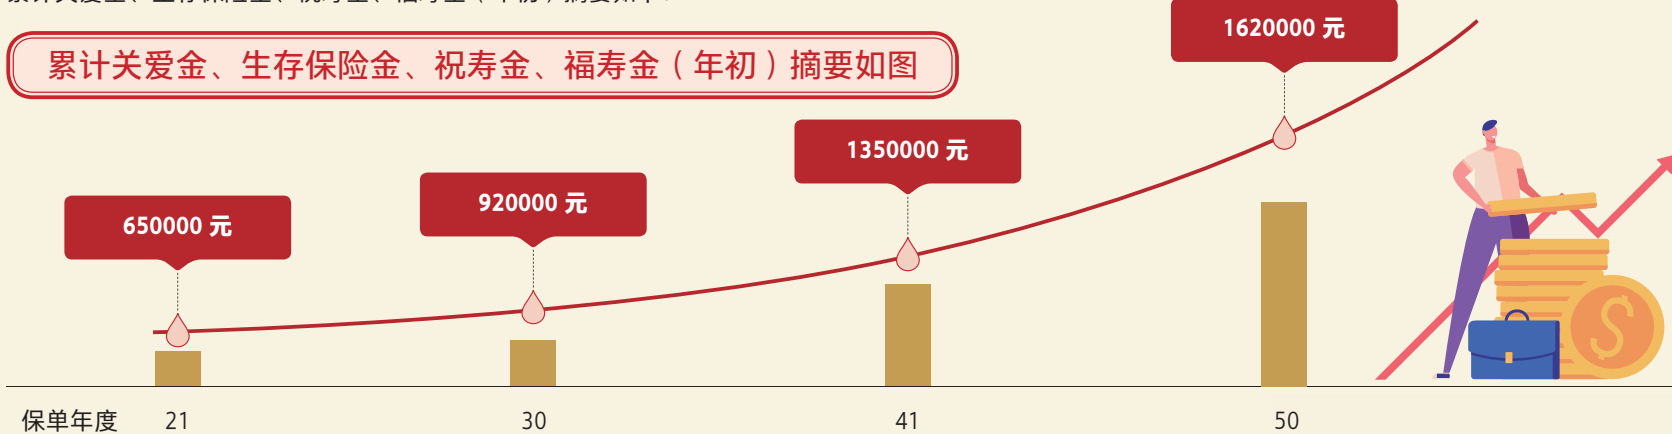 累计关爱金、生存保险金、祝寿金、福寿金（年初）摘要如图
1620000 元
1350000 元
920000 元
650000 元
保单年度 21 30 41 50